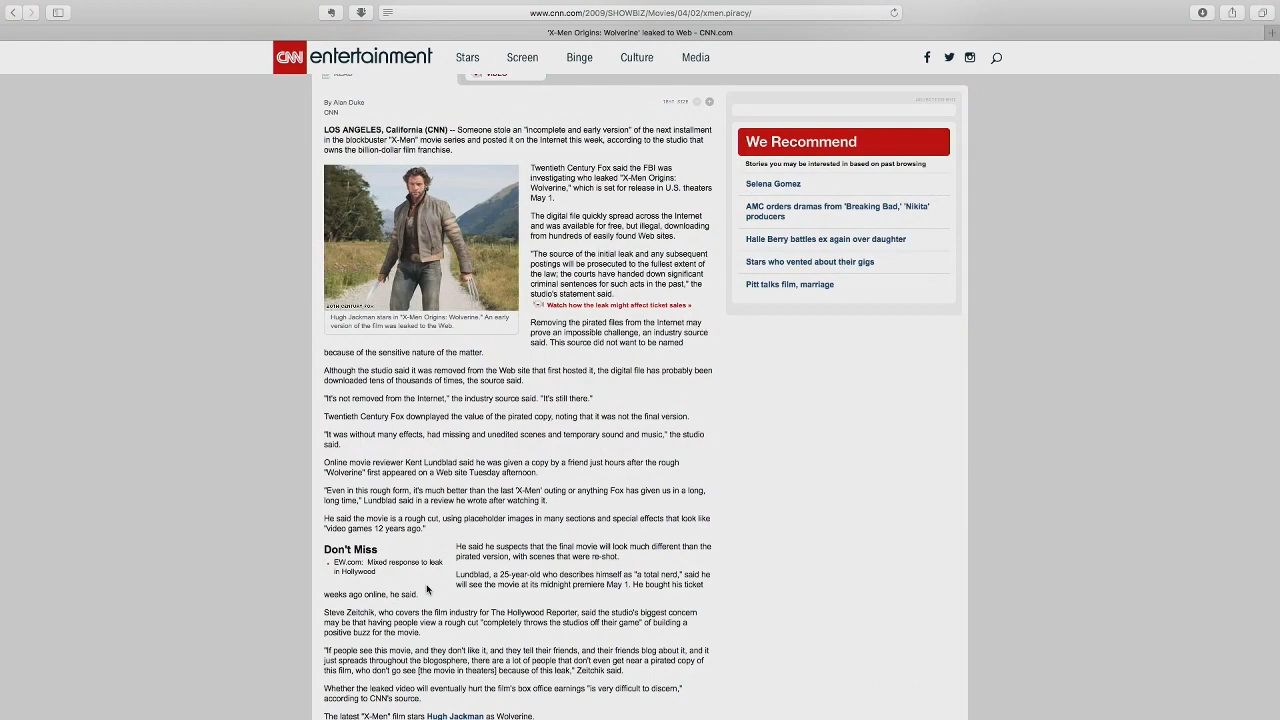 www.cnn.com/2009/SHOWBIZ/Movies/04/02/xmen.piracy/
'X-Men Origins: Wolverine' leaked to Web - CNN.com
CNN entertainment Stars Screen Binge Culture Media
READ VIDEO
By Alan Duke
CNN
TEXT SIZE
LOS ANGELES, California (CNN) -- Someone stole an "incomplete and early version" of the next installment
in the blockbuster "X-Men" movie series and posted it on the Internet this week, according to the studio that
owns the billion-dollar film franchise.
20TH CENTURY FOX
Hugh Jackman stars in "X-Men Origins: Wolverine." An early
version of the film was leaked to the Web.
Twentieth Century Fox said the FBI was
investigating who leaked "X-Men Origins:
Wolverine," which is set for release in U.S. theaters
May 1.
The digital file quickly spread across the Internet
and was available for free, but illegal, downloading
from hundreds of easily found Web sites.
"The source of the initial leak and any subsequent
postings will be prosecuted to the fullest extent of
the law; the courts have handed down significant
criminal sentences for such acts in the past," the
studio's statement said.
Watch how the leak might affect ticket sales »
Removing the pirated files from the Internet may
prove an impossible challenge, an industry source
said. This source did not want to be named
because of the sensitive nature of the matter.
Although the studio said it was removed from the Web site that first hosted it, the digital file has probably been
downloaded tens of thousands of times, the source said.
"It's not removed from the Internet," the industry source said. "It's still there."
Twentieth Century Fox downplayed the value of the pirated copy, noting that it was not the final version.
"It was without many effects, had missing and unedited scenes and temporary sound and music," the studio
said.
Online movie reviewer Kent Lundblad said he was given a copy by a friend just hours after the rough
"Wolverine" first appeared on a Web site Tuesday afternoon.
"Even in this rough form, it's much better than the last 'X-Men' outing or anything Fox has given us in a long,
long time," Lundblad said in a review he wrote after watching it.
He said the movie is a rough cut, using placeholder images in many sections and special effects that look like
"video games 12 years ago."
Don't Miss
EW.com: Mixed response to leak
in Hollywood
He said he suspects that the final movie will look much different than the
pirated version, with scenes that were re-shot.
Lundblad, a 25-year-old who describes himself as "a total nerd," said he
will see the movie at its midnight premiere May 1. He bought his ticket
weeks ago online, he said.
Steve Zeitchik, who covers the film industry for The Hollywood Reporter, said the studio's biggest concern
may be that having people view a rough cut "completely throws the studios off their game" of building a
positive buzz for the movie.
"If people see this movie, and they don't like it, and they tell their friends, and their friends blog about it, and it
just spreads throughout the blogosphere, there are a lot of people that don't even get near a pirated copy of
this film, who don't go see [the movie in theaters] because of this leak," Zeitchik said.
Whether the leaked video will eventually hurt the film's box office earnings "is very difficult to discern,"
according to CNN's source.
The latest "X-Men" film stars Hugh Jackman as Wolverine.
ADVERTISEMENT
We Recommend
Stories you may be interested in based on past browsing
Selena Gomez
AMC orders dramas from 'Breaking Bad,' 'Nikita'
producers
Halle Berry battles ex again over daughter
Stars who vented about their gigs
Pitt talks film, marriage